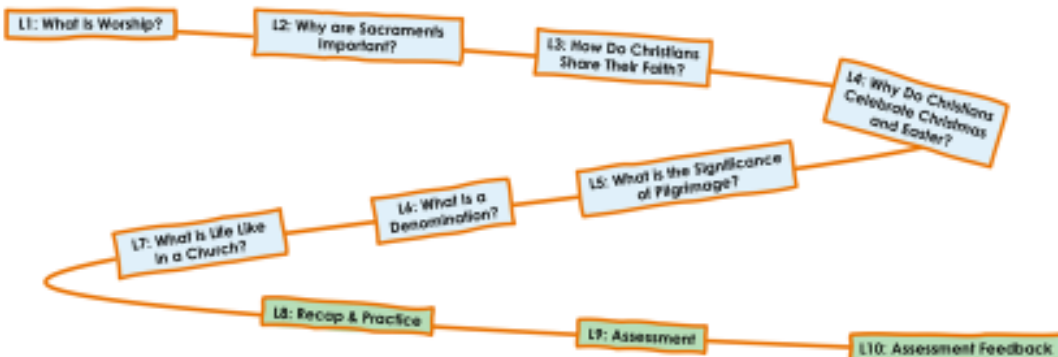 L1: What Is Worship?
L2: Why are Sacraments
Important?
L3: How Do Christians
Share Their Faith?
L4: Why Do Christians
Celebrate Christmas
and Easter?
L5: What is the Significance
of Pilgrimage?
L6: What Is a
Denomination?
L7: What Is Life Like
in a Church?
L8: Recap & Practice
L9: Assessment
L10: Assessment Feedback